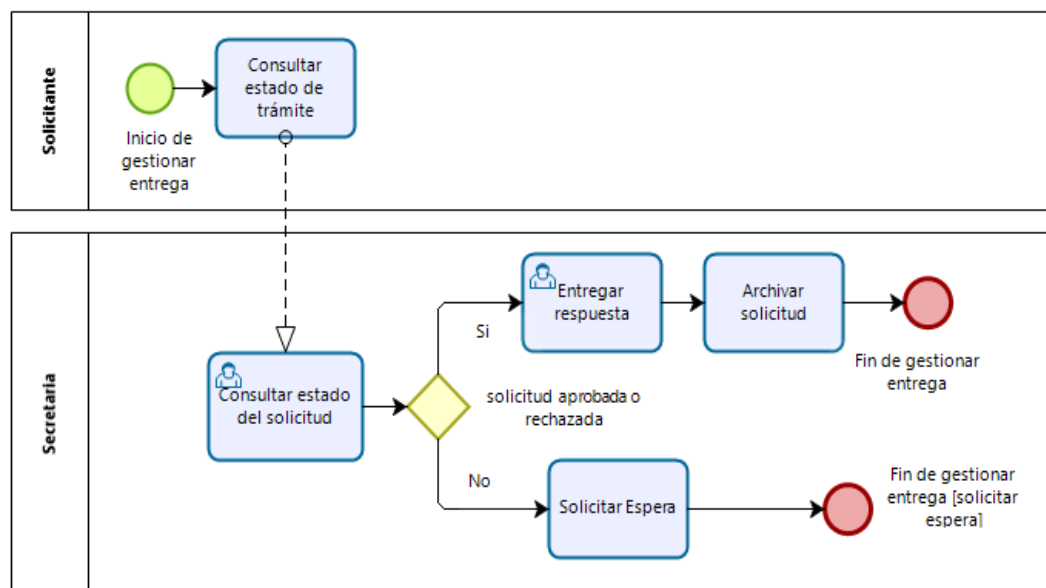 Solicitante
Inicio de
gestionar
entrega
Consultar
estado de
trámite
Secretaria
Consultar estado
del solicitud
Si
No
solicitud aprobada o
rechazada
Entregar
respuesta
Archivar
solicitud
Fin de gestionar
entrega
Solicitar Espera
Fin de gestionar
entrega [solicitar
espera]